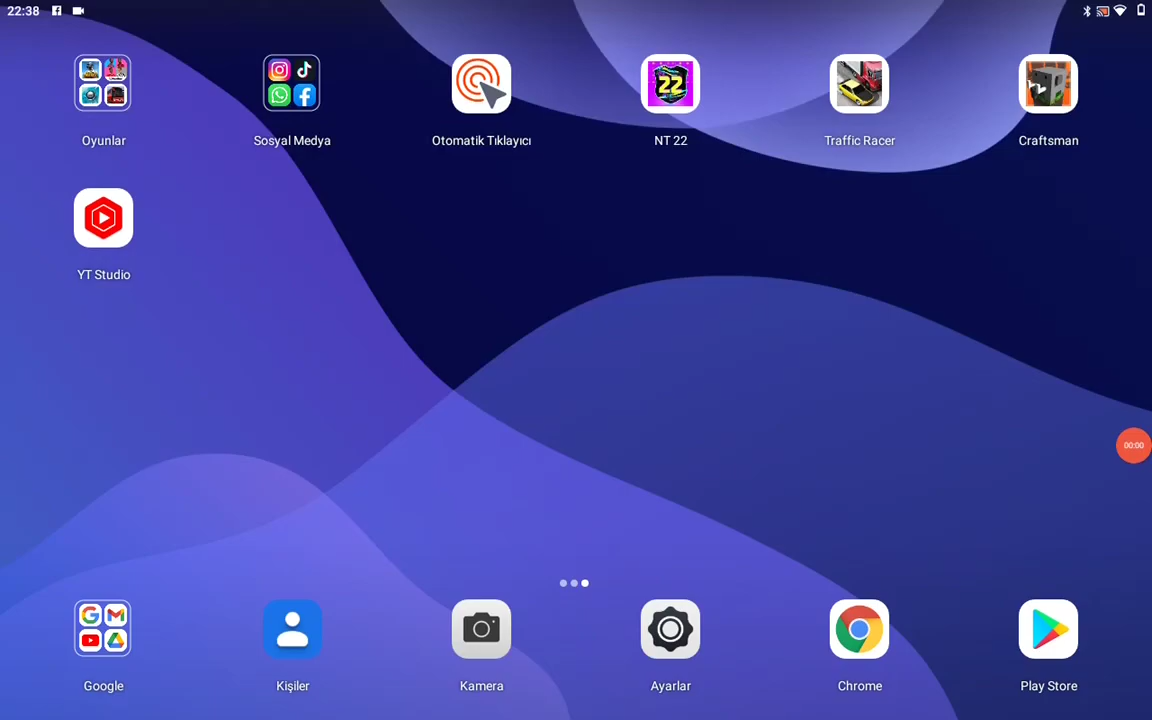 22:38
Oyunlar
Sosyal Medya
Otomatik Tıklayıcı
22
NT 22
Traffic Racer
Craftsman
YT Studio
00:00
Google
Kişiler
Kamera
Ayarlar
Chrome
Play Store